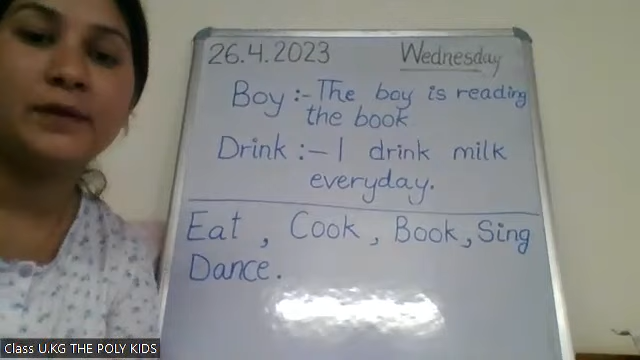 26.4.2023 Wednesday
Boy :- The boy is reading
the book
Drink :- I drink milk
everyday.
Eat , Cook , Book , Sing
Dance .
Class U.KG THE POLY KIDS